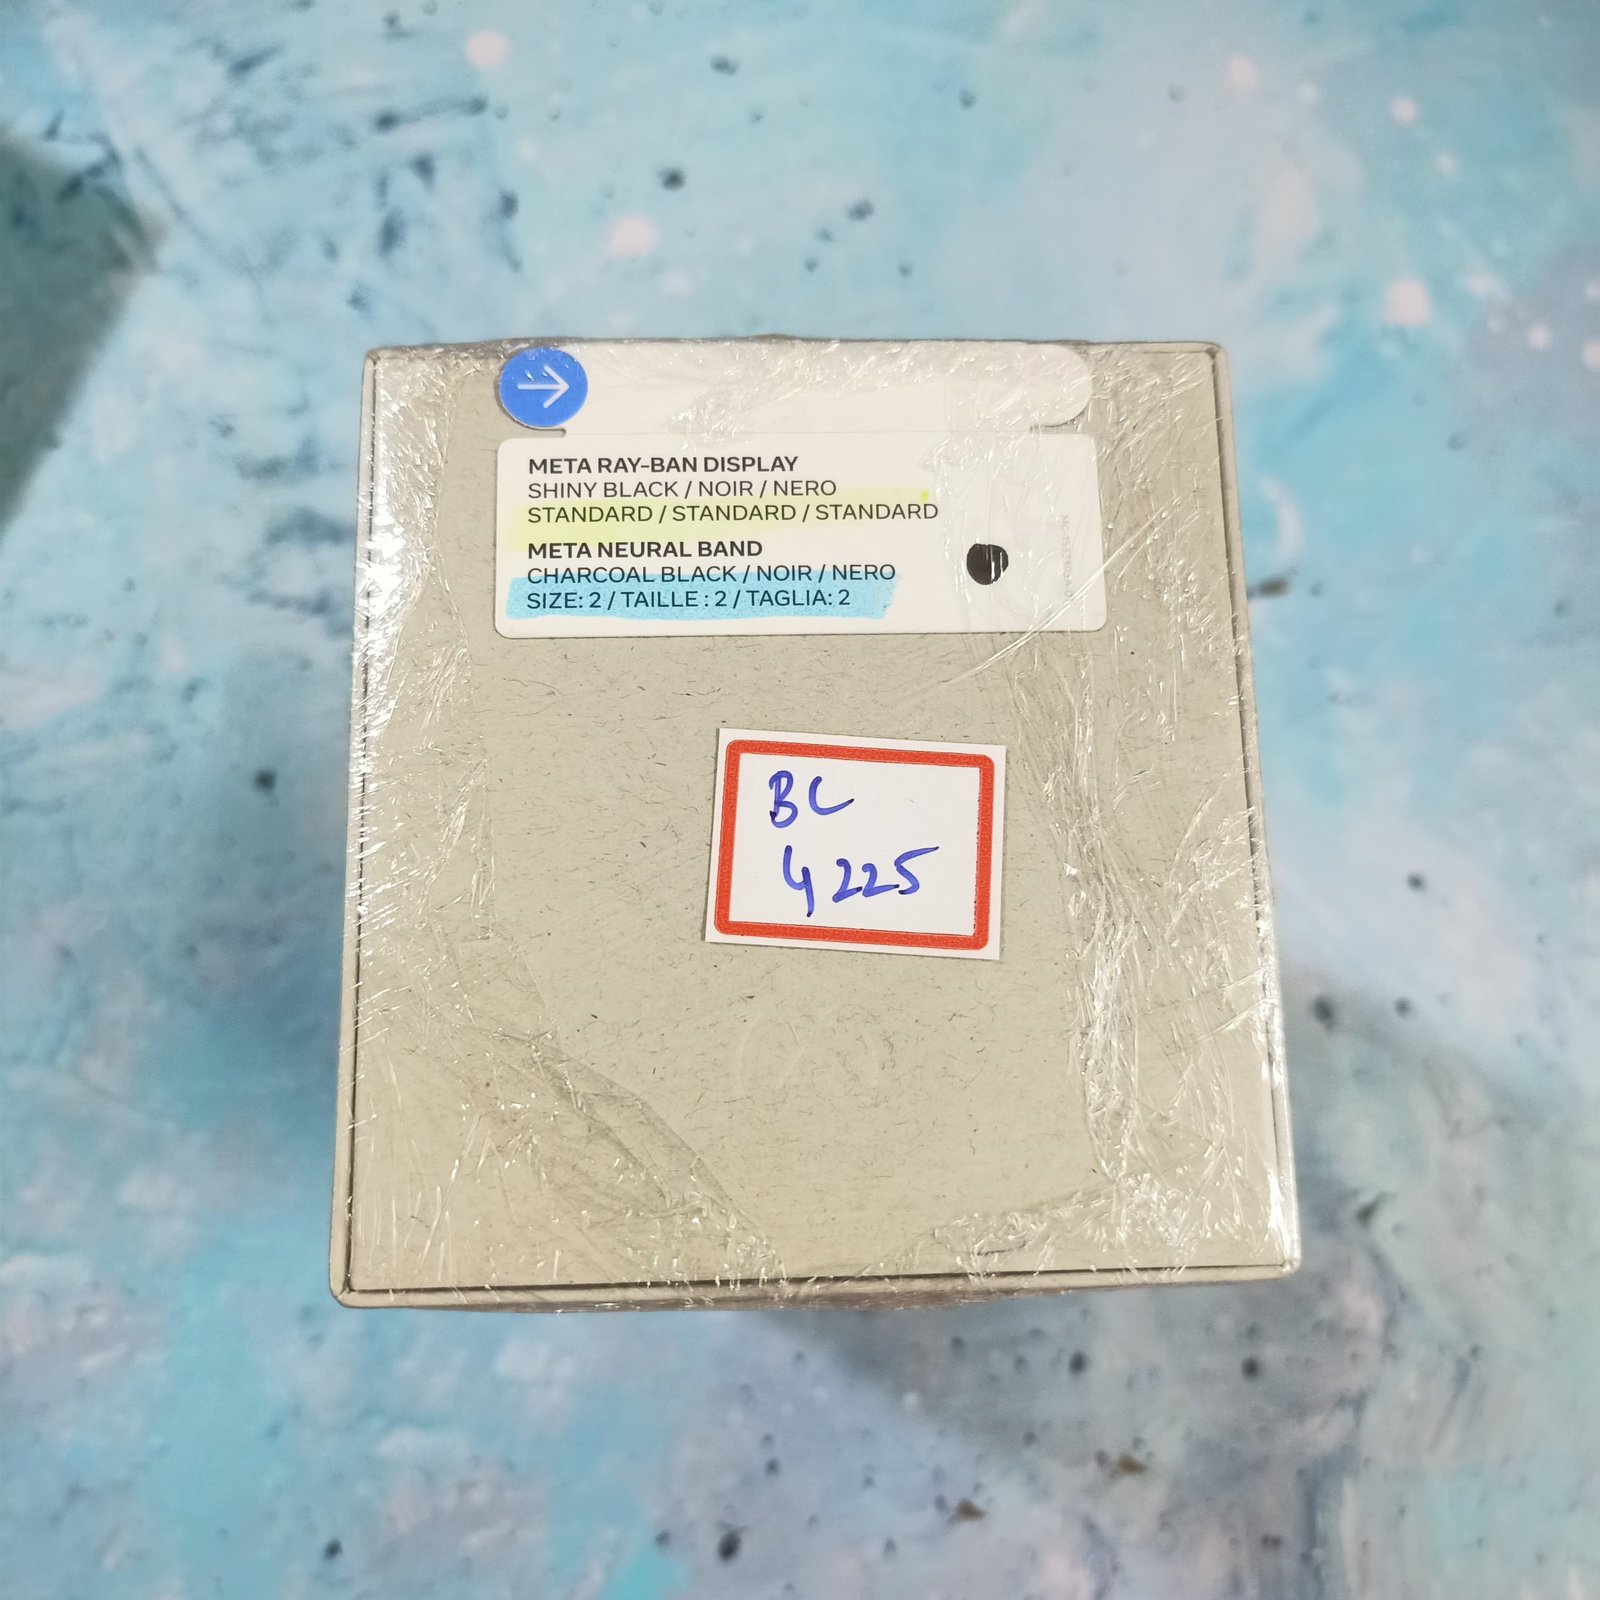 META RAY-BAN DISPLAY
SHINY BLACK / NOIR / NERO
STANDARD / STANDARD / STANDARD
META NEURAL BAND
CHARCOAL BLACK / NOIR / NERO
SIZE: 2 / TAILLE : 2 / TAGLIA: 2
BC
4225